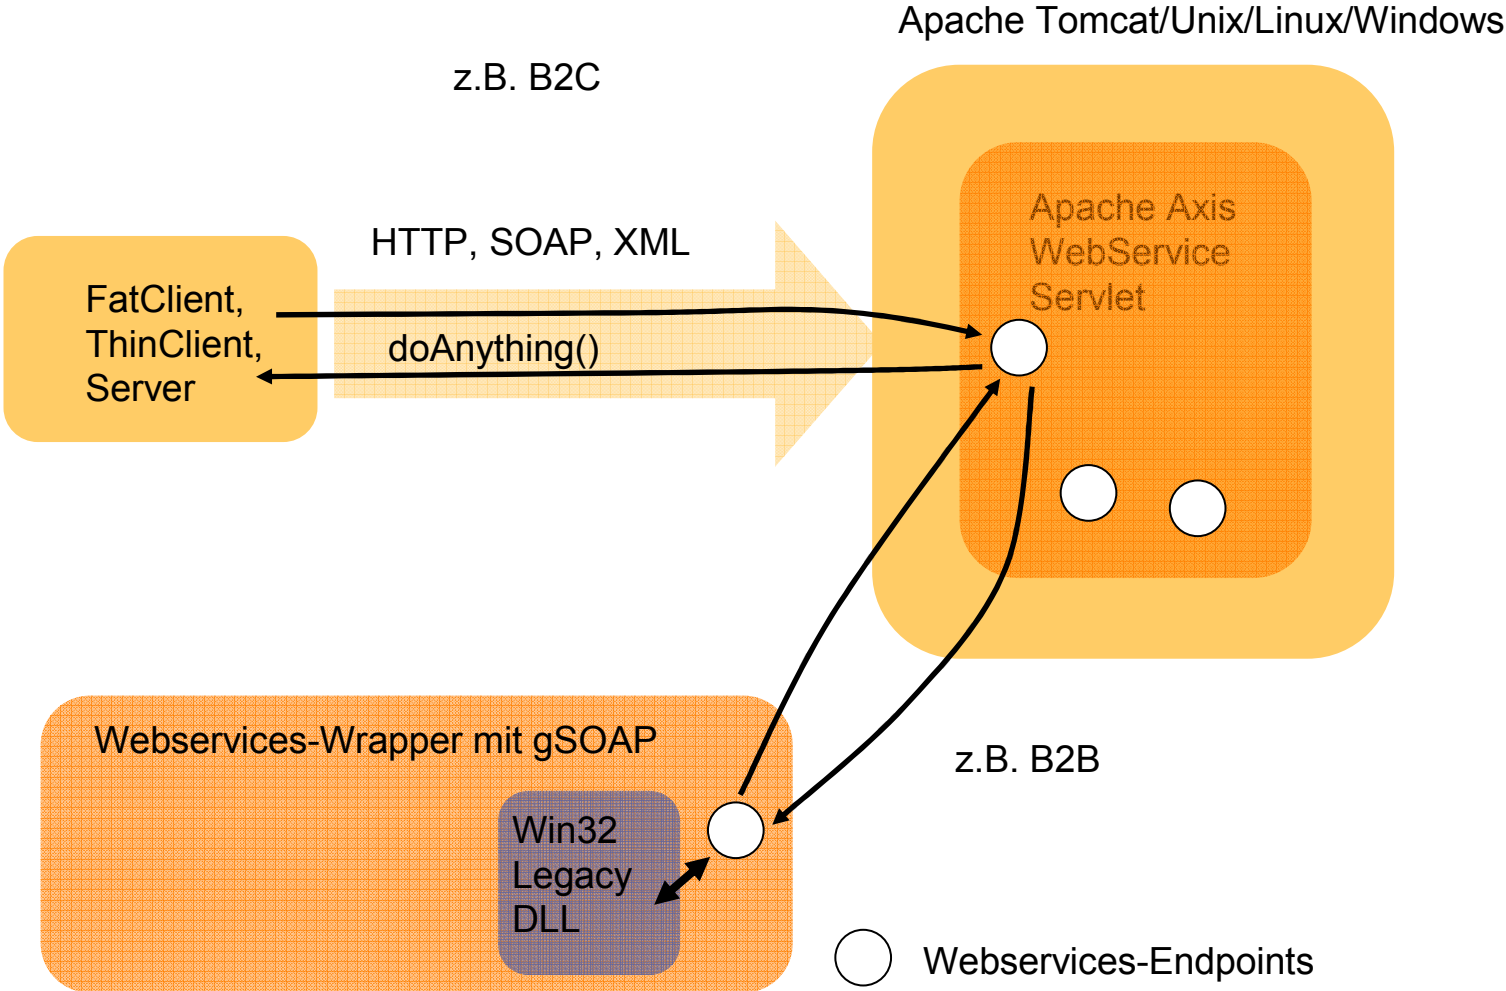 Apache Tomcat/Unix/Linux/Windows
z.B. B2C
Apache Axis
WebService
Servlet
HTTP, SOAP, XML
FatClient,
ThinClient,
Server
doAnything()
Webservices-Wrapper mit gSOAP
z.B. B2B
Win32
Legacy
DLL
Webservices-Endpoints